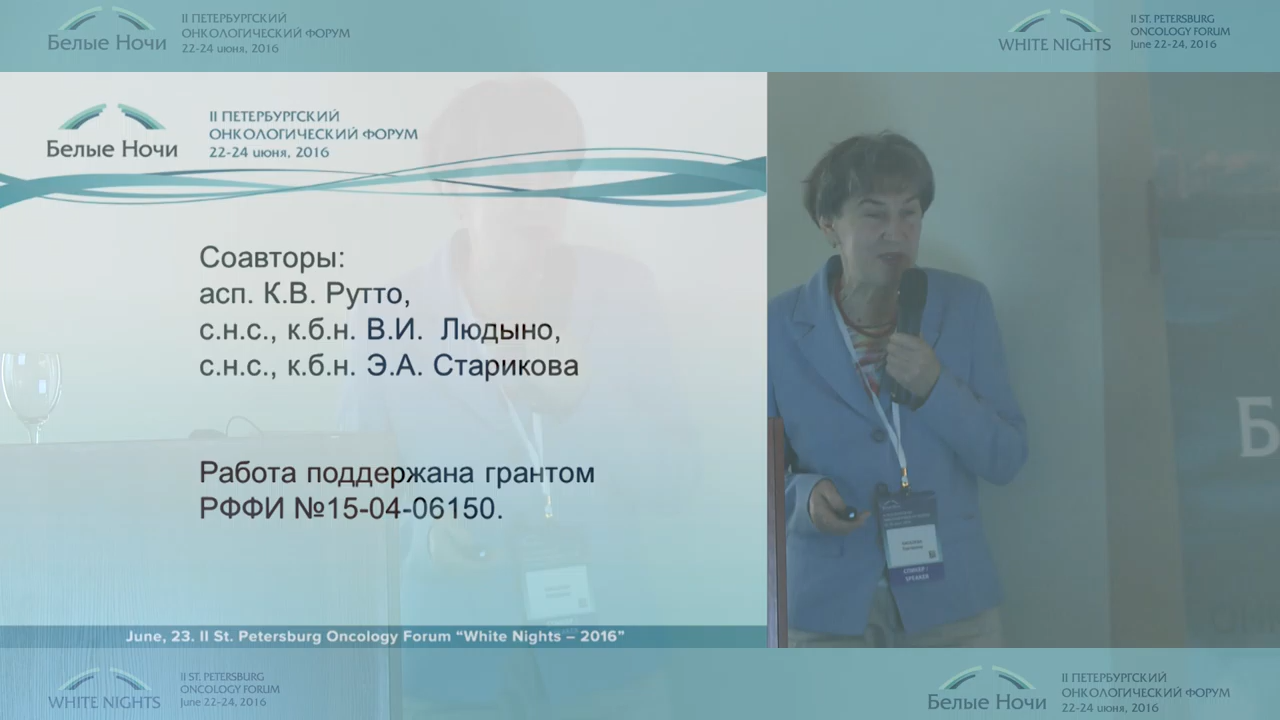 Белые Ночи
II ПЕТЕРБУРГСКИЙ
ОНКОЛОГИЧЕСКИЙ ФОРУМ
22-24 июня, 2016
WHITE NIGHTS
II ST. PETERSBURG
ONCOLOGY FORUM
June 22-24, 2016
Белые Ночи
II ПЕТЕРБУРГСКИЙ
ОНКОЛОГИЧЕСКИЙ ФОРУМ
22-24 июня, 2016
Соавторы:
асп. К.В. Рутто,
с.н.с., к.б.н. В.И. Людыно,
с.н.с., к.б.н. Э.А. Старикова
Работа поддержана грантом
РФФИ №15-04-06150.
Б
SPEAKER
June, 23. II St. Petersburg Oncology Forum “White Nights – 2016”
WHITE NIGHTS
II ST. PETERSBURG
ONCOLOGY FORUM
June 22-24, 2016
Белые Ночи
II ПЕТЕРБУРГСКИЙ
ОНКОЛОГИЧЕСКИЙ ФОРУМ
22-24 июня, 2016